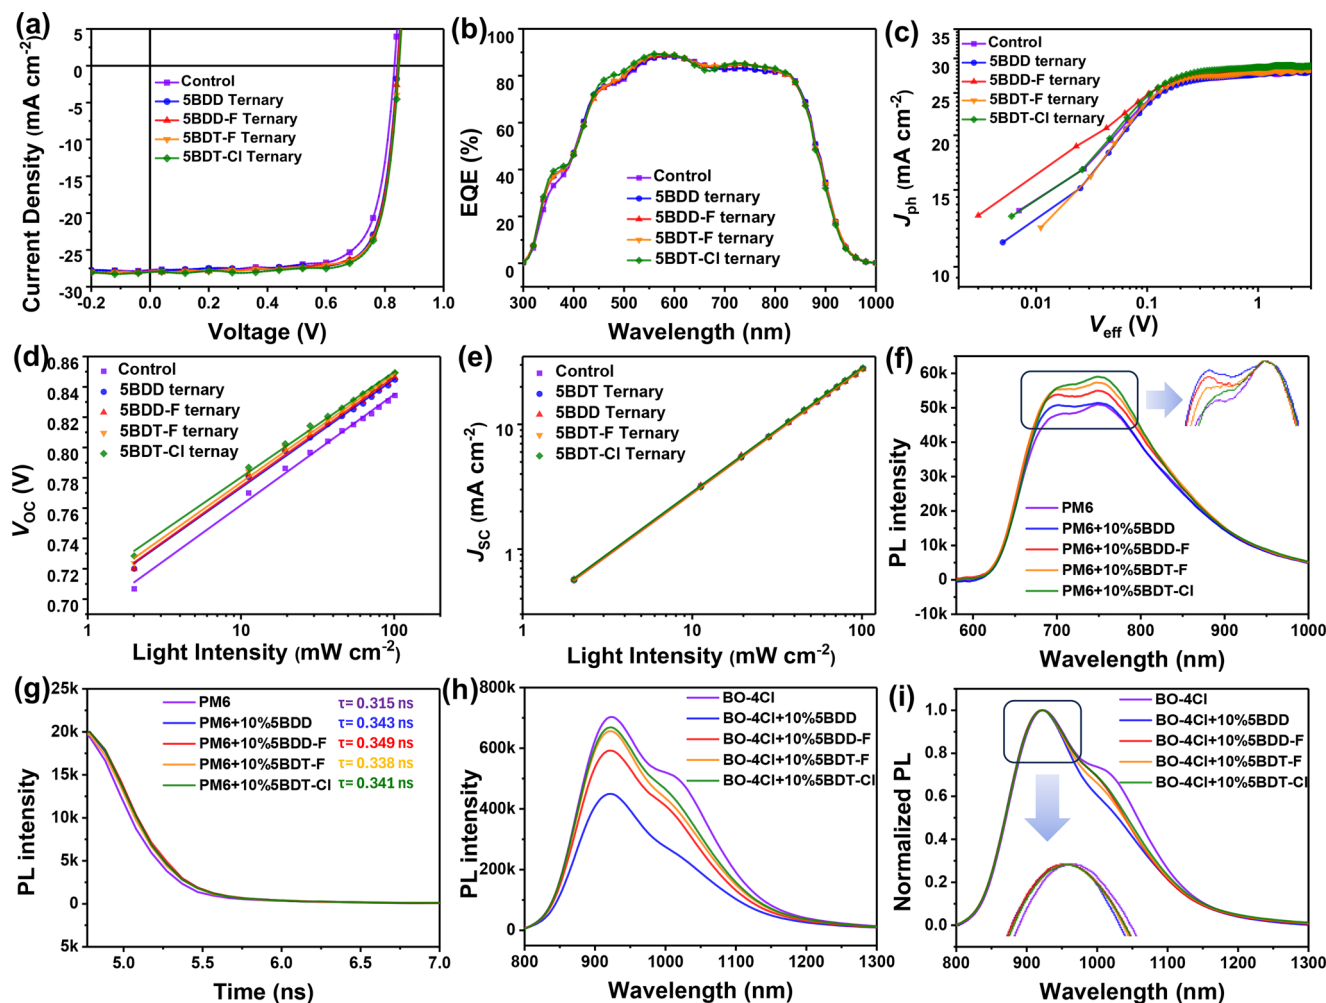 (a)
Current Density (mA cm⁻²)
5
0
-5
-10
-15
-20
-25
-30
Control
5BDD Ternary
5BDD-F Ternary
5BDT-F Ternary
5BDT-Cl Ternary
-0.2
0.0
0.2
0.4
0.6
0.8
1.0
Voltage (V)
(b)
EQE (%)
100
80
60
40
20
0
Control
5BDD ternary
5BDD-F ternary
5BDT-F ternary
5BDT-Cl ternary
300 400 500 600 700 800 900 1000
Wavelength (nm)
(c)
Jph (mA cm⁻²)
35
30
25
20
15
10
Control
5BDD ternary
5BDD-F ternary
5BDT-F ternary
5BDT-Cl ternary
0.01
0.1
1
Veff (V)
(d)
VOC (V)
0.86
0.84
0.82
0.80
0.78
0.76
0.74
0.72
0.70
Control
5BDD ternary
5BDD-F ternary
5BDT-F ternary
5BDT-Cl ternay
1
10
100
Light Intensity (mW cm⁻²)
(e)
JSC (mA cm⁻²)
10
1
Control
5BDT Ternary
5BDD Ternary
5BDT-F Ternary
5BDT-Cl Ternary
1
10
100
Light Intensity (mW cm⁻²)
(f)
PL intensity
60k
50k
40k
30k
20k
10k
0
-10k
PM6
PM6+10%5BDD
PM6+10%5BDD-F
PM6+10%5BDT-F
PM6+10%5BDT-Cl
600
700
800
900
1000
Wavelength (nm)
(g)
PL intensity
25k
20k
15k
10k
5k
0
5k
PM6 τ= 0.315 ns
PM6+10%5BDD τ= 0.343 ns
PM6+10%5BDD-F τ= 0.349 ns
PM6+10%5BDT-F τ= 0.338 ns
PM6+10%5BDT-Cl τ= 0.341 ns
5.0
5.5
6.0
6.5
7.0
Time (ns)
(h)
PL intensity
800k
600k
400k
200k
0
BO-4Cl
BO-4Cl+10%5BDD
BO-4Cl+10%5BDD-F
BO-4Cl+10%5BDT-F
BO-4Cl+10%5BDT-Cl
800
900
1000
1100
1200
1300
Wavelength (nm)
(i)
Normalized PL
1.0
0.8
0.6
0.4
0.2
0.0
BO-4Cl
BO-4Cl+10%5BDD
BO-4Cl+10%5BDD-F
BO-4Cl+10%5BDT-F
BO-4Cl+10%5BDT-Cl
800
900
1000
1100
1200
1300
Wavelength (nm)